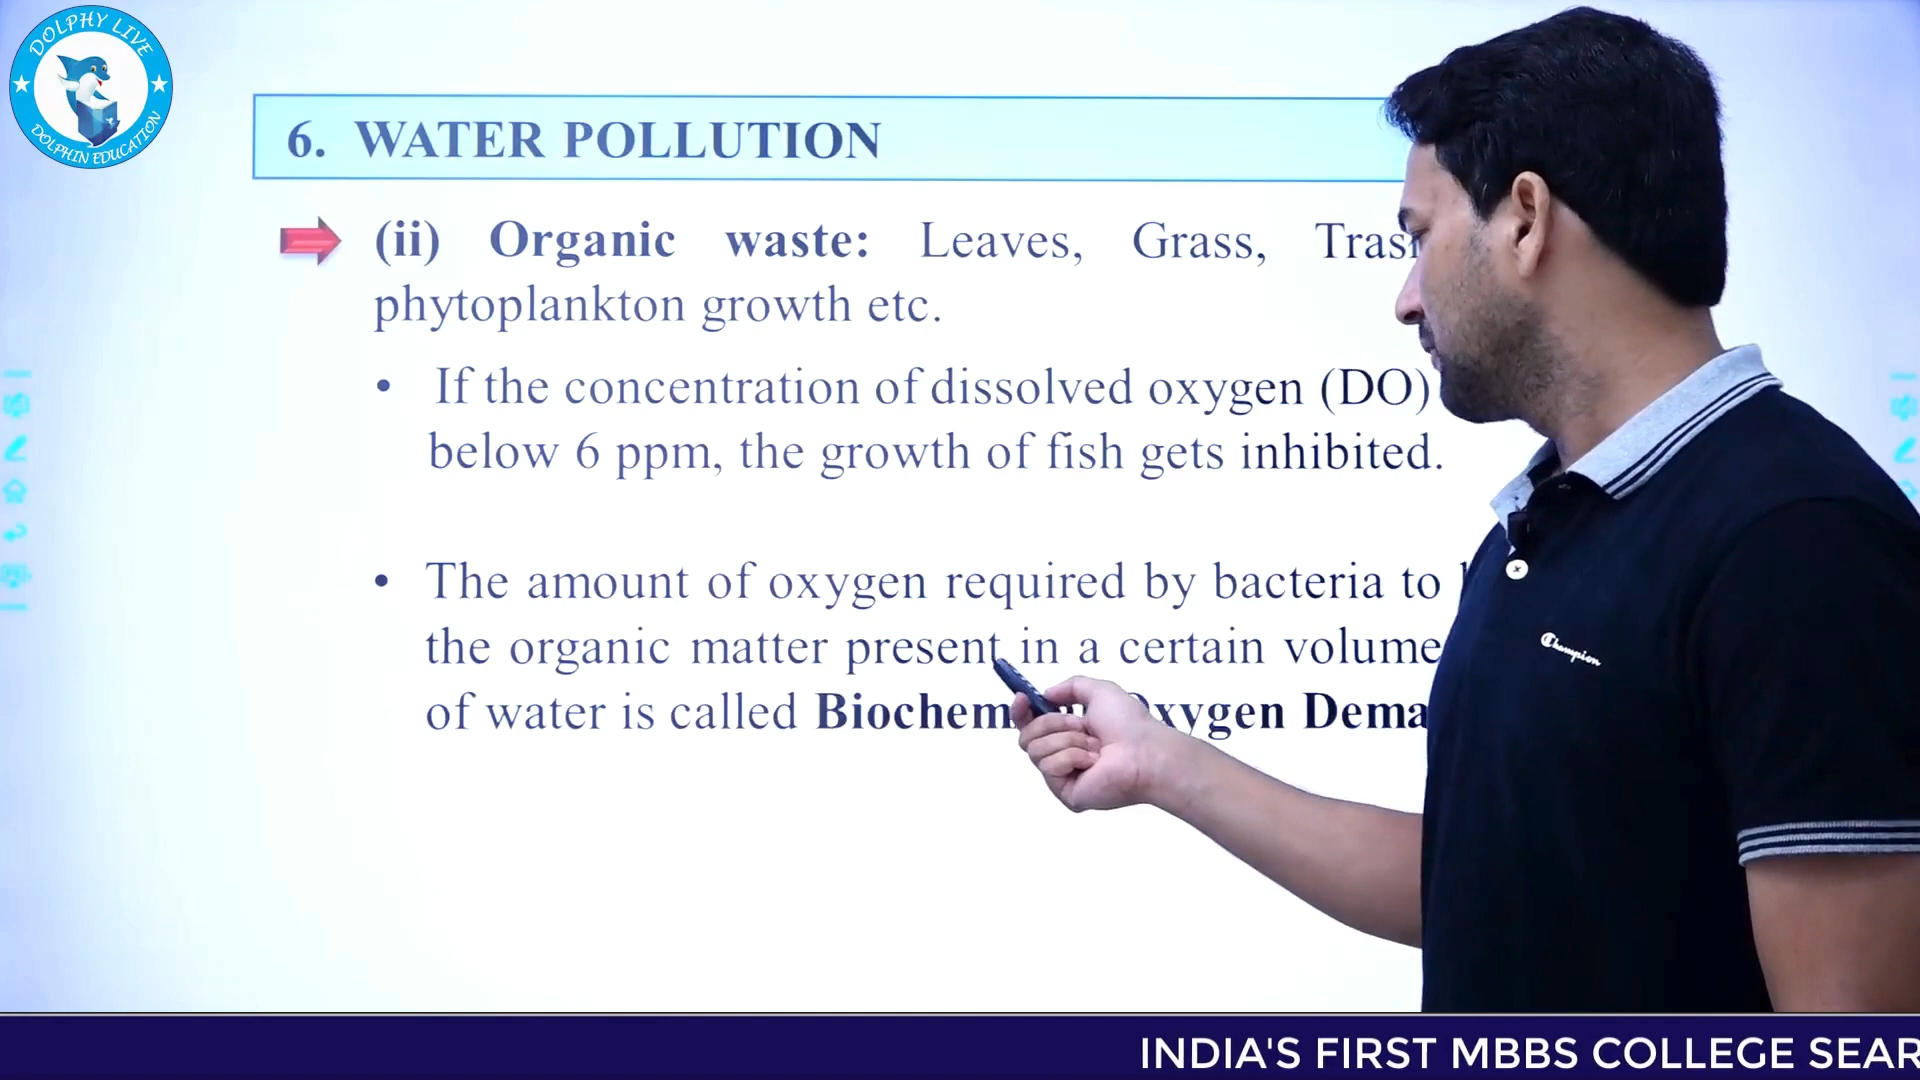 DOLPHY LIVE
DOLPHIN EDUCATION
6. WATER POLLUTION
(ii) Organic waste: Leaves, Grass,
phytoplankton growth etc.
• If the concentration of dissolved oxygen (DO)
below 6 ppm, the growth of fish gets inhibited.
• The amount of oxygen required by bacteria to
the organic matter present in a certain volume
of water is called
Champion
INDIA'S FIRST MBBS COLLEGE SEAR